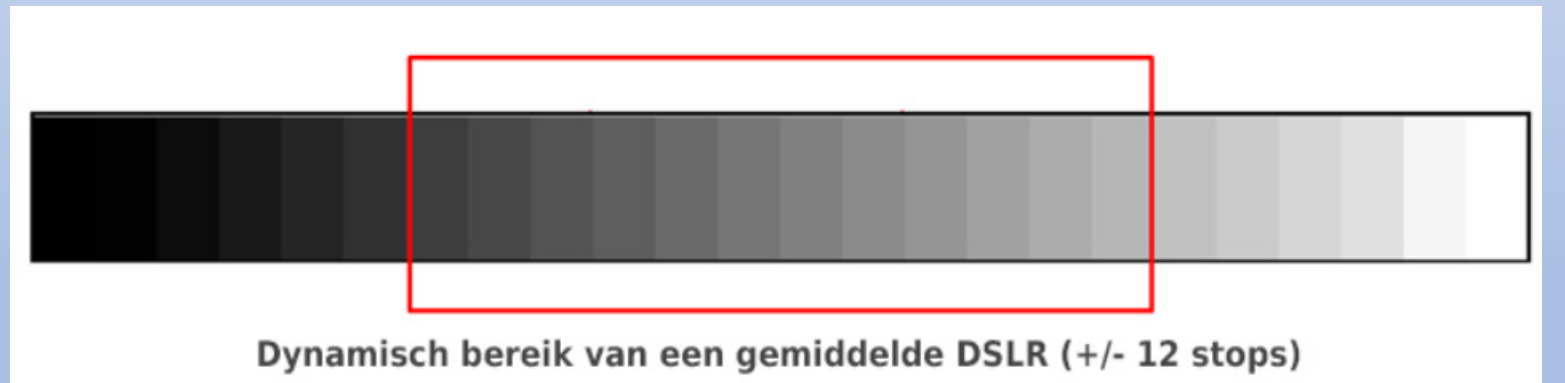 Dynamisch bereik van een gemiddelde DSLR (+/- 12 stops)